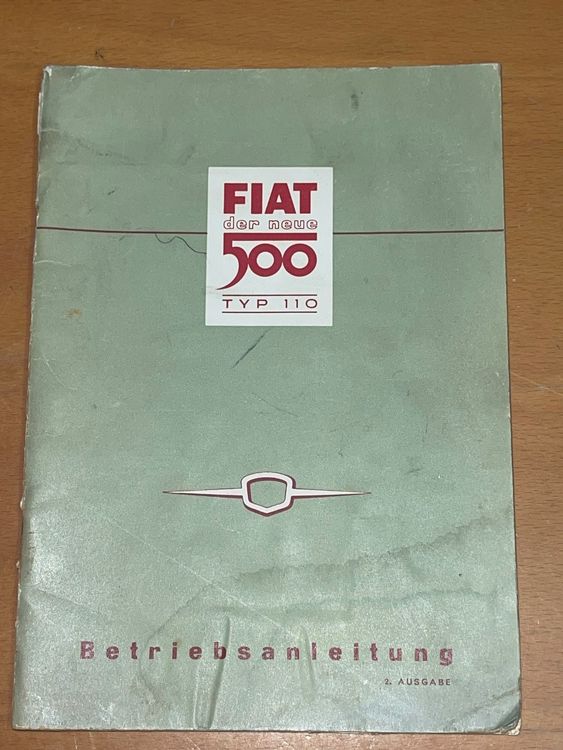 FIAT
der neue
500
TYP 110
Betriebsanleitung
2. AUSGABE